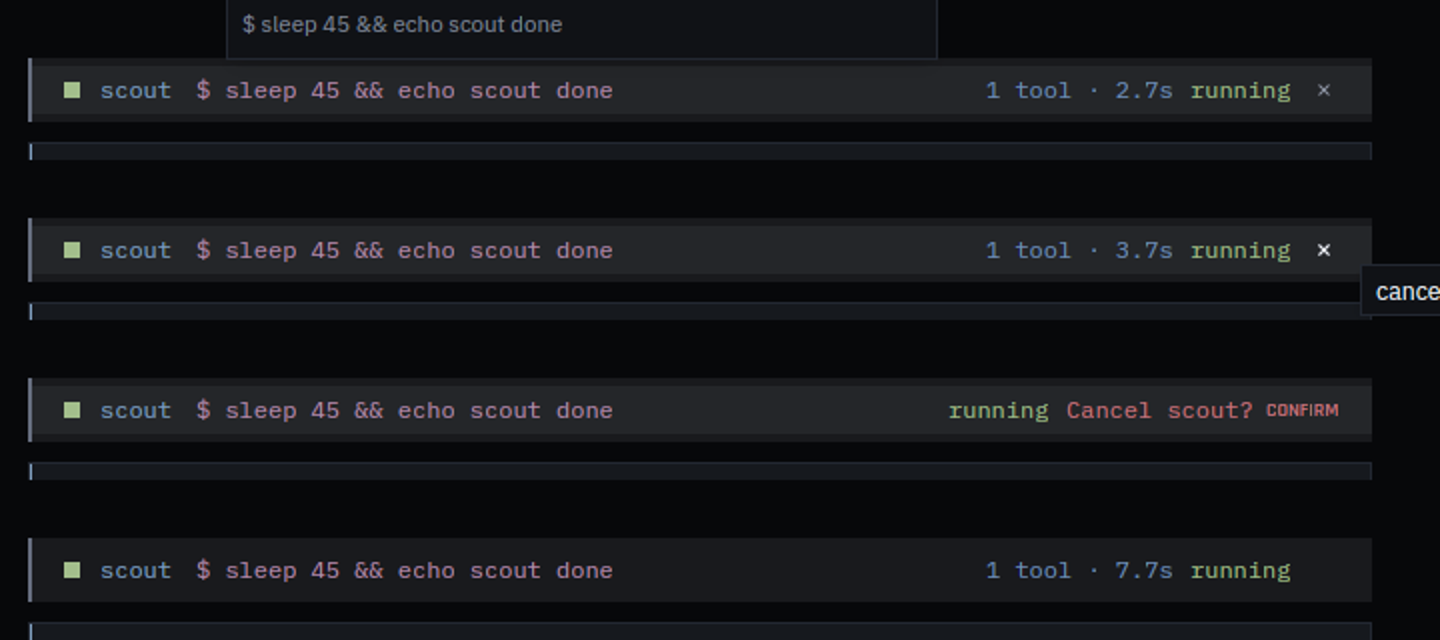 $ sleep 45 && echo scout done
scout $ sleep 45 && echo scout done 1 tool · 2.7s running ×
scout $ sleep 45 && echo scout done 1 tool · 3.7s running ×
cance
scout $ sleep 45 && echo scout done running Cancel scout? CONFIRM
scout $ sleep 45 && echo scout done 1 tool · 7.7s running